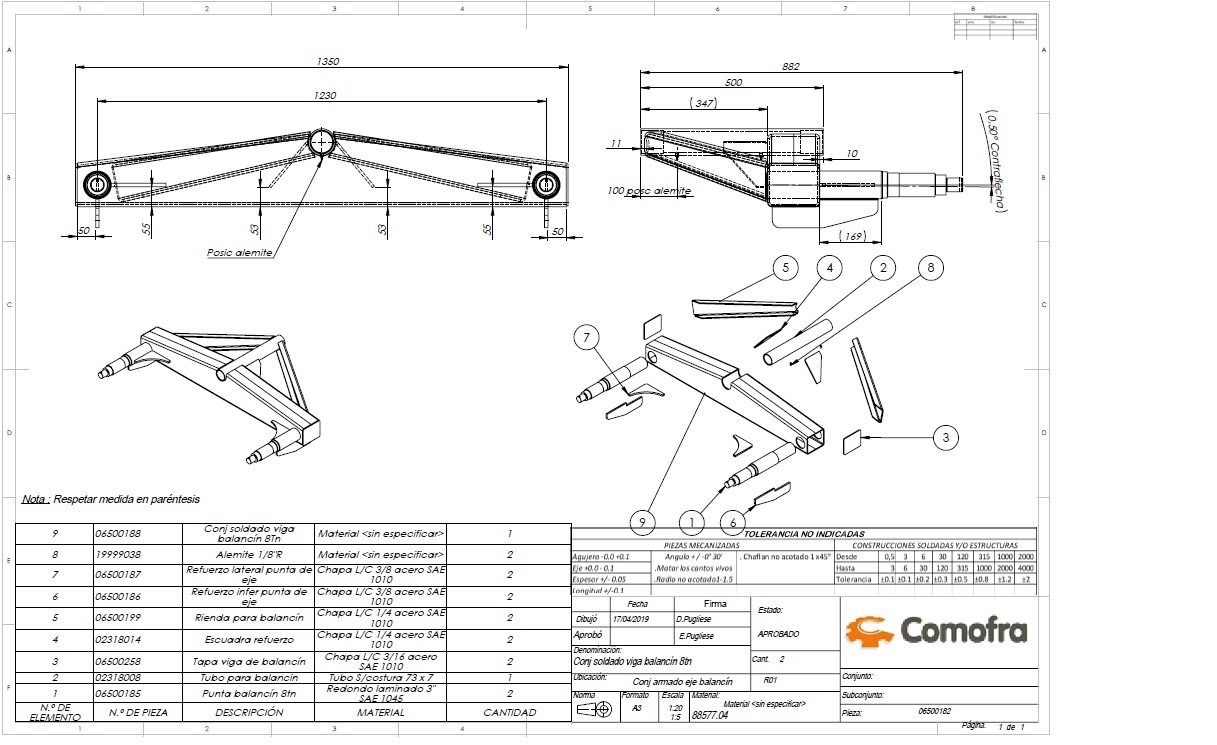 1 2 3 4 5 6 7 8
Modificacion
A A
B B
C C
D D
E E
F F
1350
1230
50
55
53
53
55
50
Posic alemite
882
500
(347)
11
10
100 posc alemite
(0.50° Contraflecha)
(169)
5 4 2 8
7
3
9 1 6
Nota : Respetar medida en paréntesis
9 06500188 Conj soldado viga balancín 8Tn Material <sin especificar> 1
8 19999038 Alemite 1/8"R Material <sin especificar> 2
7 06500187 Refuerzo lateral punta de eje Chapa L/C 3/8 acero SAE 1010 2
6 06500186 Refuerzo infer punta de eje Chapa L/C 3/8 acero SAE 1010 2
5 06500199 Rienda para balancín Chapa L/C 1/4 acero SAE 1010 2
4 02318014 Escuadra refuerzo Chapa L/C 1/4 acero SAE 1010 2
3 06500258 Tapa viga de balancín Chapa L/C 3/16 acero SAE 1010 2
2 02318008 Tubo para balancín Tubo S/costura 73 x 7 1
1 06500185 Punta balancín 8tn Redondo laminado 3" SAE 1045 2
N.º DE ELEMENTO N.º DE PIEZA DESCRIPCIÓN MATERIAL CANTIDAD
TOLERANCIA NO INDICADAS
PIEZAS MECANIZADAS CONSTRUCCIONES SOLDADAS Y/O ESTRUCTURAS
Agujero -0.0 +0.1 Angulo + / -0° 30' . Chaflan no acotado 1 x45° Desde 0,5 3 6 30 120 315 1000 2000
Eje +0.0 - 0.1 .Matar los cantos vivos Hasta 3 6 30 120 315 1000 2000 4000
Espesor +/- 0.05 .Radio no acotado1-1.5 Tolerancia ±0.1 ±0.1 ±0.2 ±0.3 ±0.5 ±0.8 ±1.2 ±2
Longitud +/-0.1
Fecha Firma
Dibujó 17/04/2019 D.Pugliese
Aprobó E.Pugliese
Estado:
APROBADO
Denominación:
Conj soldado viga balancín 8tn
Cant. 2
Ubicación:
Conj armado eje balancín
R01
Norma Formato Escala Material:
A3 1:20 Material <sin especificar>
1:5 88577.04
Comofra
Conjunto:
Subconjunto:
Pieza: 06500182
Página. 1 de 1
1 2 3 4